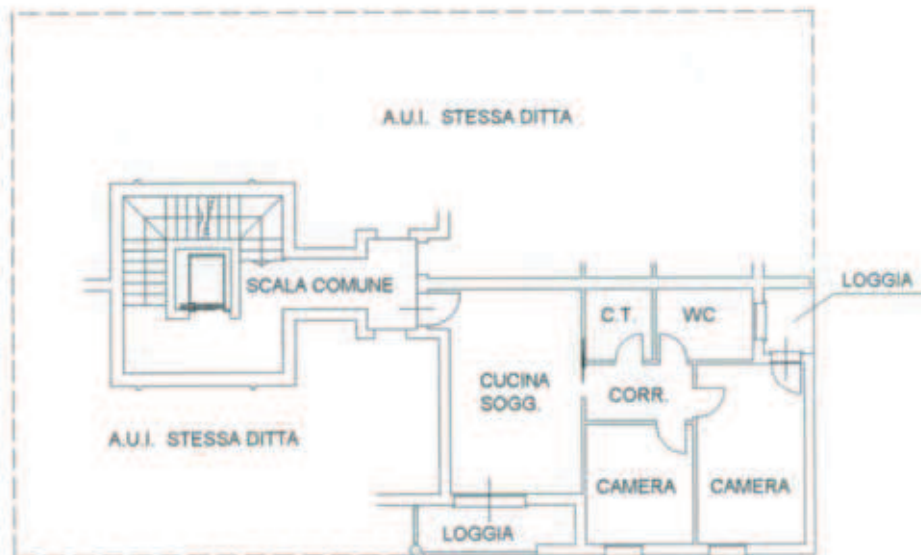 A.U.I. STESSA DITTA
SCALA COMUNE
LOGGIA
C.T.
WC
CUCINA
SOGG.
CORR.
A.U.I. STESSA DITTA
CAMERA
CAMERA
LOGGIA